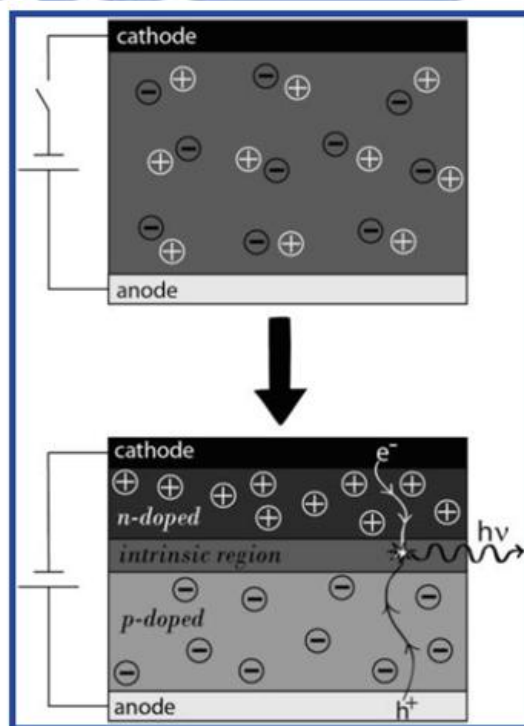 cathode
anode
cathode
e⁻
n-doped
intrinsic region
hν
p-doped
anode
h⁺